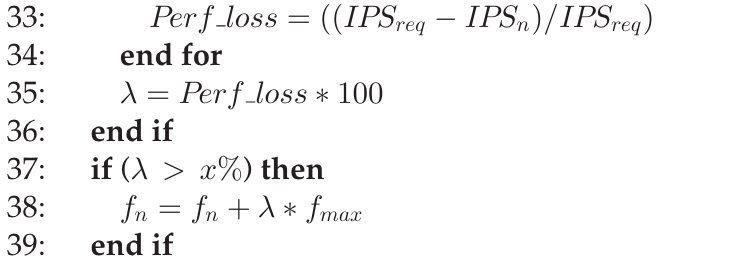 33: Perf_loss = ((IPS_req − IPS_n)/IPS_req)
34: end for
35: λ = Perf_loss ∗ 100
36: end if
37: if (λ > x%) then
38: f_n = f_n + λ ∗ f_max
39: end if